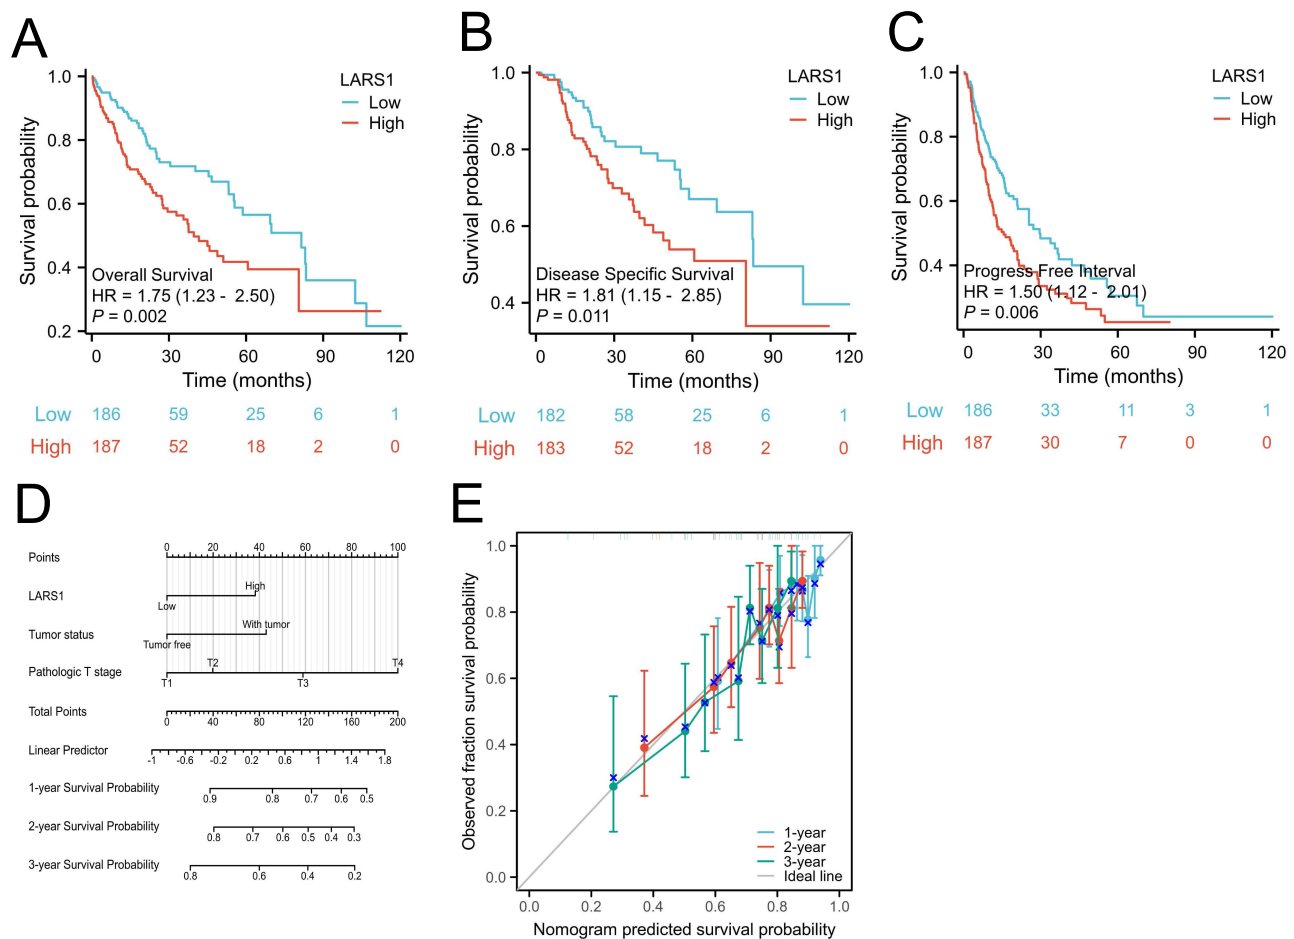 A
LARS1
Low
High
1.0
0.8
0.6
0.4
0.2
Survival probability
Overall Survival
HR = 1.75 (1.23 - 2.50)
P = 0.002
0 30 60 90 120
Time (months)
Low 186 59 25 6 1
High 187 52 18 2 0
B
LARS1
Low
High
1.0
0.8
0.6
0.4
Survival probability
Disease Specific Survival
HR = 1.81 (1.15 - 2.85)
P = 0.011
0 30 60 90 120
Time (months)
Low 182 58 25 6 1
High 183 52 18 2 0
C
LARS1
Low
High
1.0
0.8
0.6
0.4
Survival probability
Progress Free Interval
HR = 1.50 (1.12 - 2.01)
P = 0.006
0 30 60 90 120
Time (months)
Low 186 33 11 3 1
High 187 30 7 0 0
D
Points 0 20 40 60 80 100
LARS1 Low High
Tumor status Tumor free With tumor
Pathologic T stage T1 T2 T3 T4
Total Points 0 40 80 120 160 200
Linear Predictor -1 -0.6 -0.2 0.2 0.6 1 1.4 1.8
1-year Survival Probability 0.9 0.8 0.7 0.6 0.5
2-year Survival Probability 0.8 0.7 0.6 0.5 0.4 0.3
3-year Survival Probability 0.8 0.6 0.4 0.2
E
Observed fraction survival probability
1.0
0.8
0.6
0.4
0.2
0.0
1-year
2-year
3-year
Ideal line
0.0 0.2 0.4 0.6 0.8 1.0
Nomogram predicted survival probability